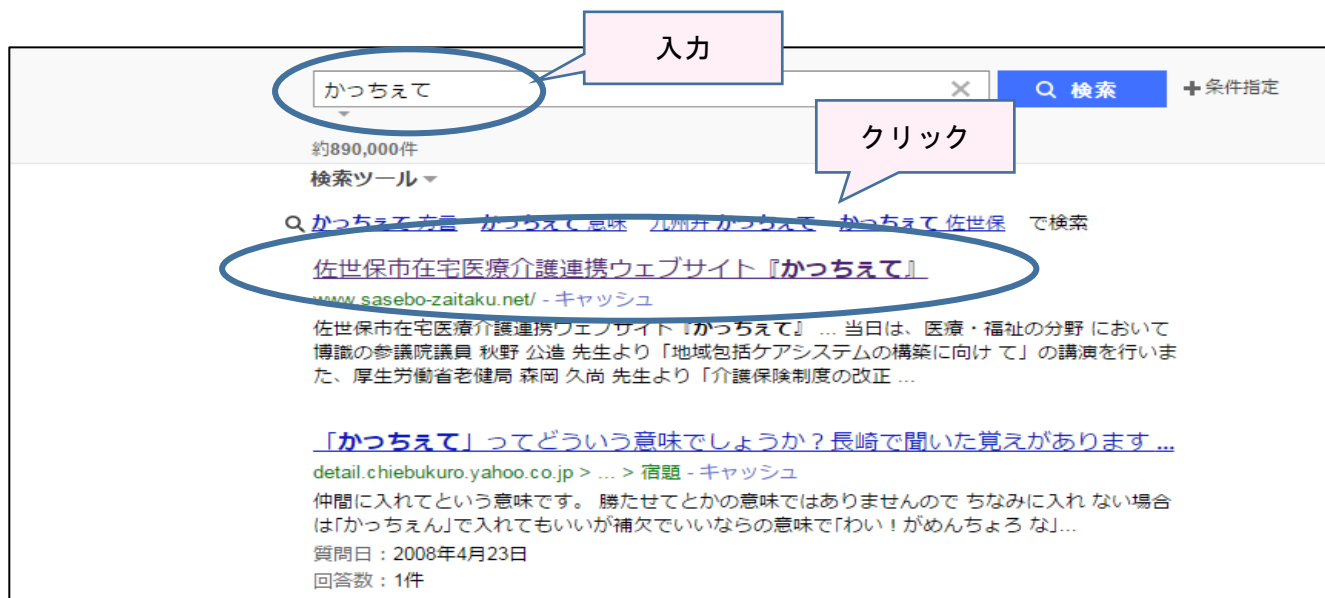 入力
かっちぇて
検索
条件指定
クリック
約890,000件
検索ツール
かっちぇて 方言 かっちぇて 意味 九州弁 かっちぇて かっちぇて 佐世保 で検索
佐世保市在宅医療介護連携ウェブサイト『かっちぇて』
www.sasebo-zaitaku.net/ - キャッシュ
佐世保市在宅医療介護連携ウェブサイト『かっちぇて』 ... 当日は、医療・福祉の分野 において
博識の参議院議員 秋野 公造 先生より「地域包括ケアシステムの構築に向け て」の講演を行いま
た、厚生労働省老健局 森岡 久尚 先生より「介護保険制度の改正 ...
「かっちぇて」ってどういう意味でしょうか？長崎で聞いた覚えがあります ...
detail.chiebukuro.yahoo.co.jp > ... > 宿題 - キャッシュ
仲間に入れてという意味です。 勝たせてとかの意味ではありませんので ちなみに入れ ない場合
は「かっちぇん」で入れてもいいが補欠でいいならの意味で「わい！がめんちょろ な」...
質問日：2008年4月23日
回答数：1件